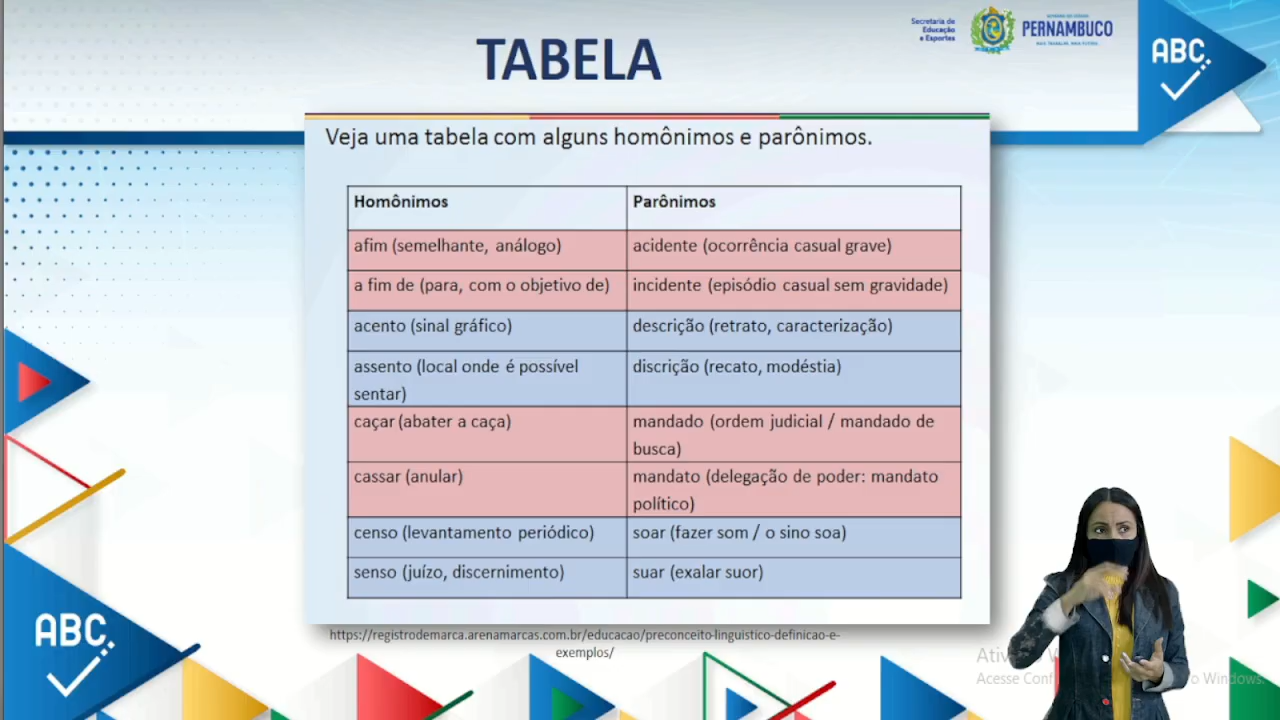 Secretaria de
Educação
e Esportes
PERNAMBUCO
ABC
TABELA
Veja uma tabela com alguns homônimos e parônimos.
Homônimos
Parônimos
afim (semelhante, análogo)
acidente (ocorrência casual grave)
a fim de (para, com o objetivo de)
incidente (episódio casual sem gravidade)
acento (sinal gráfico)
descrição (retrato, caracterização)
assento (local onde é possível
sentar)
discrição (recato, modéstia)
caçar (abater a caça)
mandado (ordem judicial / mandado de
busca)
cassar (anular)
mandato (delegação de poder: mandato
político)
censo (levantamento periódico)
soar (fazer som / o sino soa)
senso (juízo, discernimento)
suar (exalar suor)
https://registrodemarca.arenamarcas.com.br/educacao/preconceito-linguistico-definicao-e-
exemplos/
ABC
Acesse
Windows.